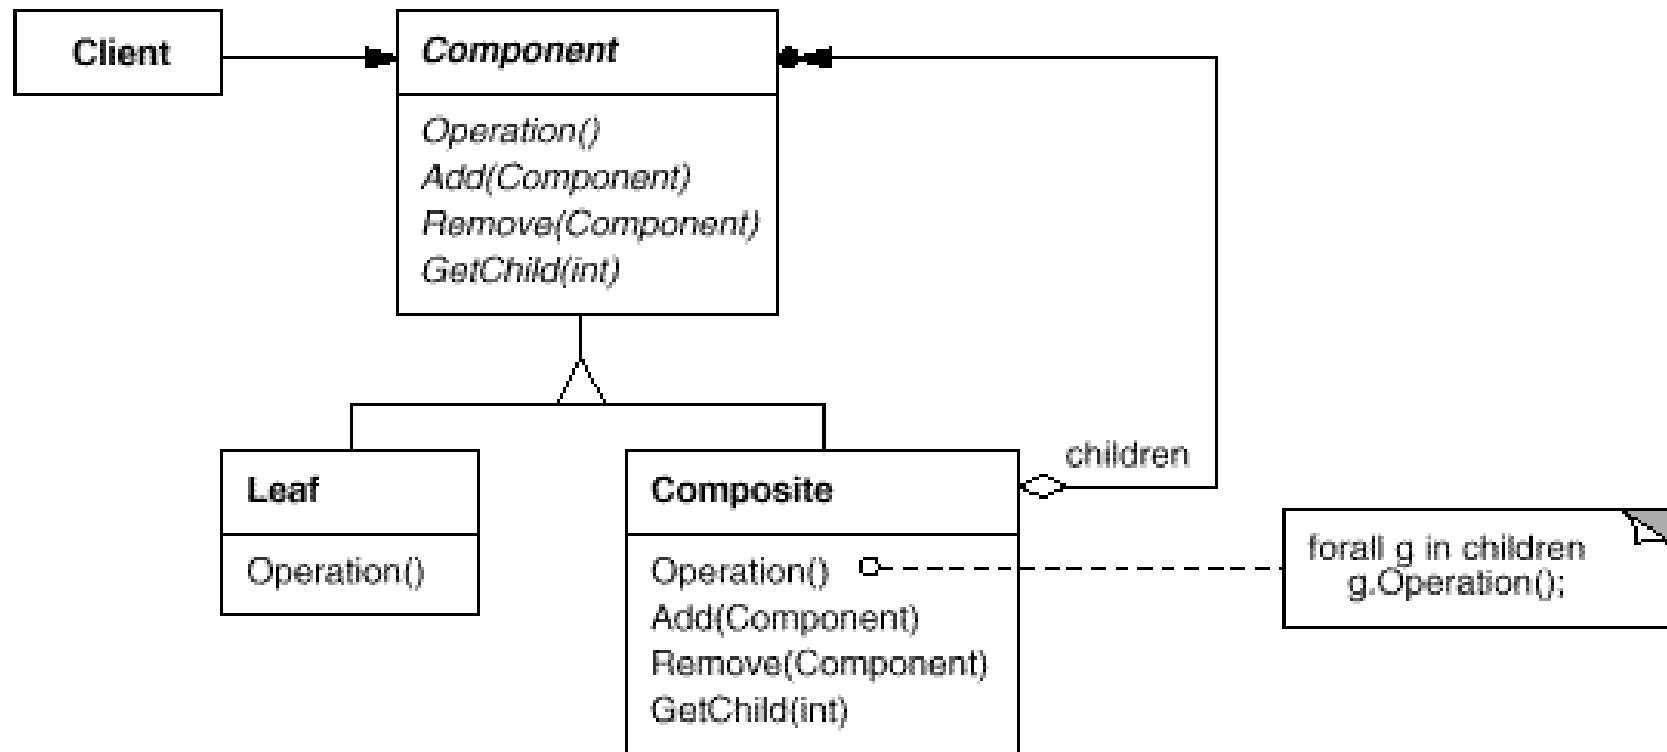 Client
Component
Operation()
Add(Component)
Remove(Component)
GetChild(int)
children
Leaf
Operation()
Composite
Operation()
Add(Component)
Remove(Component)
GetChild(int)
forall g in children
g.Operation();